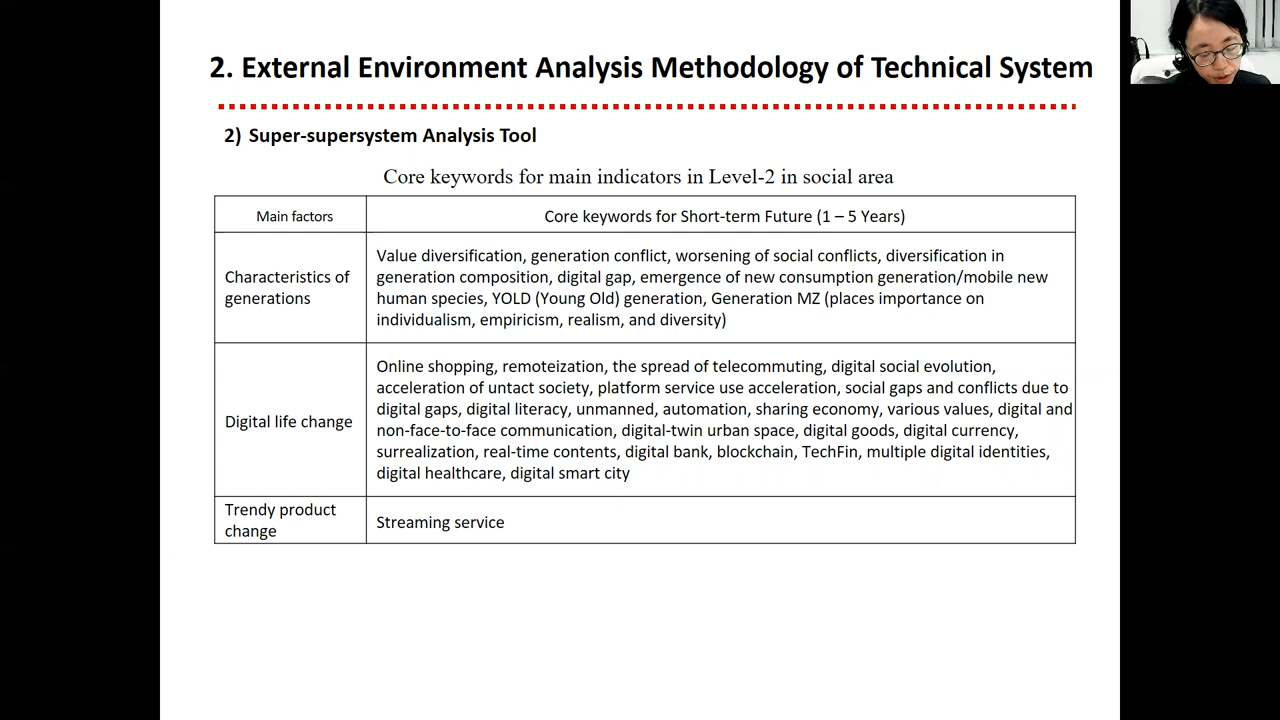 2. External Environment Analysis Methodology of Technical System
2) Super-supersystem Analysis Tool
Core keywords for main indicators in Level-2 in social area
Main factors
Core keywords for Short-term Future (1 – 5 Years)
Characteristics of
generations
Value diversification, generation conflict, worsening of social conflicts, diversification in
generation composition, digital gap, emergence of new consumption generation/mobile new
human species, YOLD (Young Old) generation, Generation MZ (places importance on
individualism, empiricism, realism, and diversity)
Digital life change
Online shopping, remoteization, the spread of telecommuting, digital social evolution,
acceleration of untact society, platform service use acceleration, social gaps and conflicts due to
digital gaps, digital literacy, unmanned, automation, sharing economy, various values, digital and
non-face-to-face communication, digital-twin urban space, digital goods, digital currency,
surrealization, real-time contents, digital bank, blockchain, TechFin, multiple digital identities,
digital healthcare, digital smart city
Trendy product
change
Streaming service